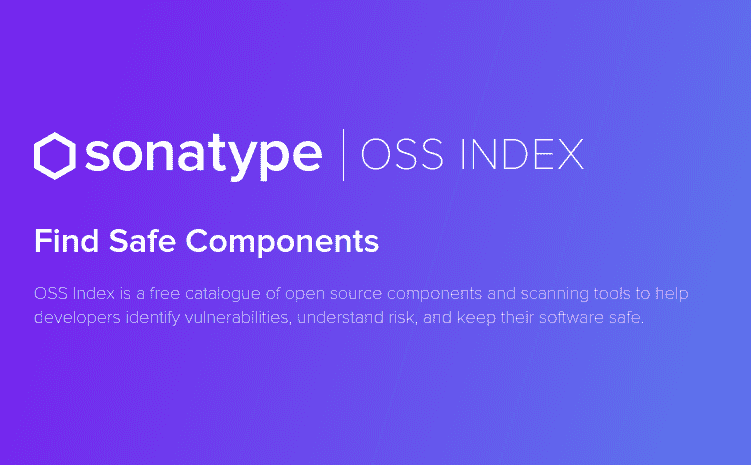 sonatype | OSS INDEX
Find Safe Components
OSS Index is a free catalogue of open source components and scanning tools to help
developers identify vulnerabilities, understand risk, and keep their software safe.